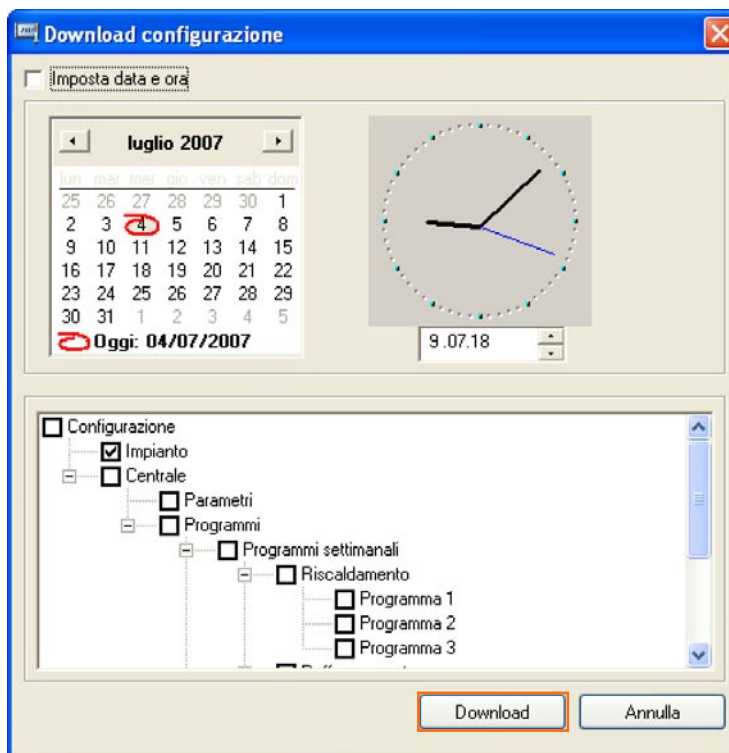 Download configurazione
Imposta data e ora
luglio 2007
lun mar mer gio ven sab dom
25 26 27 28 29 30 1
2 3 4 5 6 7 8
9 10 11 12 13 14 15
16 17 18 19 20 21 22
23 24 25 26 27 28 29
30 31 1 2 3 4 5
Oggi: 04/07/2007
9.07.18
Configurazione
Impianto
Centrale
Parametri
Programmi
Programmi settimanali
Riscaldamento
Programma 1
Programma 2
Programma 3
Download Annulla